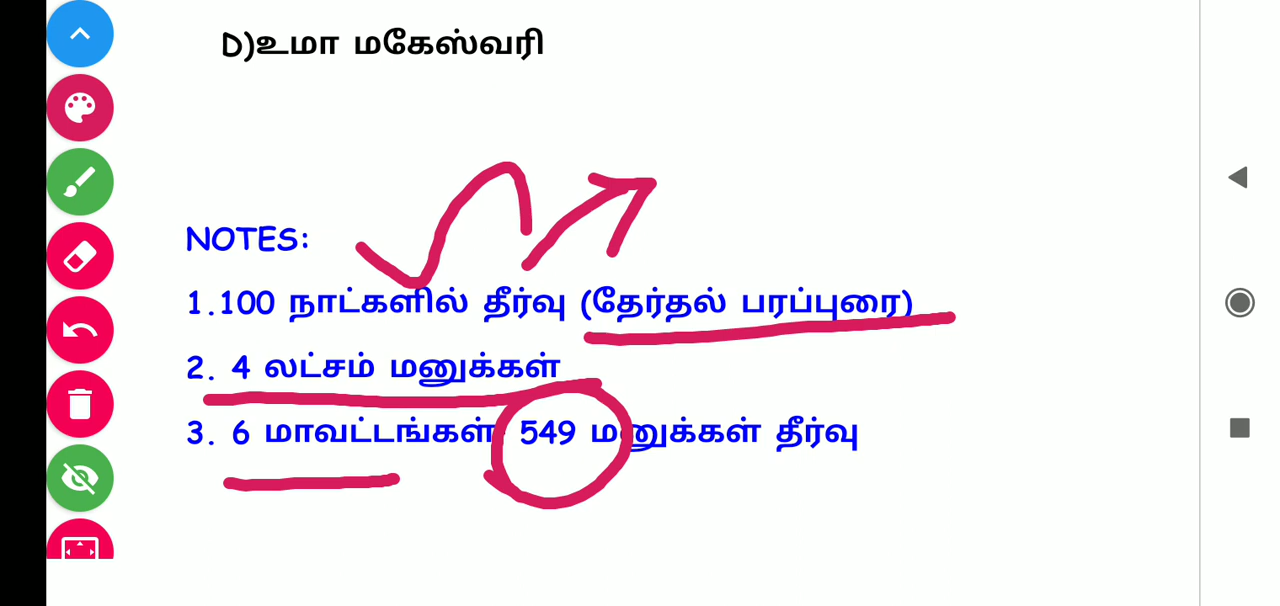 D)உமா மகேஸ்வரி
NOTES:
1.100 நாட்களில் தீர்வு (தேர்தல் பரப்புரை)
2. 4 லட்சம் மனுக்கள்
3. 6 மாவட்டங்கள் 549 மனுக்கள் தீர்வு